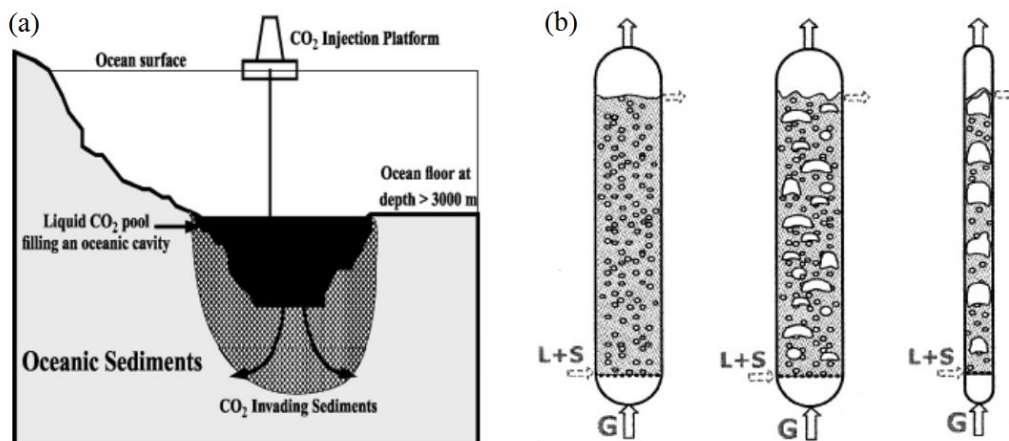 (a)
CO₂ Injection Platform
Ocean surface
Ocean floor at
depth > 3000 m
Liquid CO₂ pool
filling an oceanic cavity
Oceanic Sediments
CO₂ Invading Sediments
(b)
L+S
G
L+S
G
L+S
G